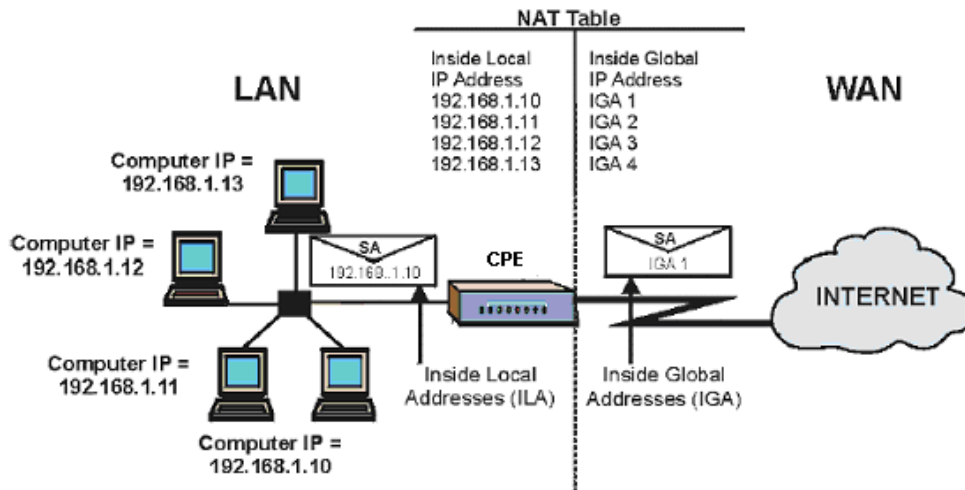 NAT Table
Inside Local
IP Address
192.168.1.10
192.168.1.11
192.168.1.12
192.168.1.13
Inside Global
IP Address
IGA 1
IGA 2
IGA 3
IGA 4
LAN
WAN
Computer IP =
192.168.1.13
Computer IP =
192.168.1.12
Computer IP =
192.168.1.11
Computer IP =
192.168.1.10
SA
192.168..1.10
CPE
SA
IGA 1
INTERNET
Inside Local
Addresses (ILA)
Inside Global
Addresses (IGA)